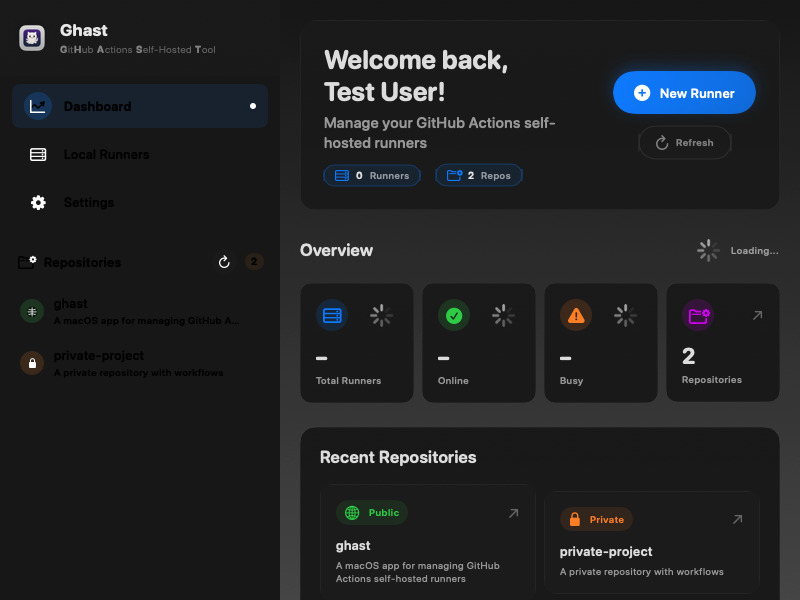 Ghast
GitHub Actions Self-Hosted Tool
Dashboard
Local Runners
Settings
Repositories
2
ghast
A macOS app for managing GitHub A...
private-project
A private repository with workflows
Welcome back,
Test User!
Manage your GitHub Actions self-
hosted runners
0 Runners
2 Repos
New Runner
Refresh
Overview
Loading...
–
Total Runners
–
Online
–
Busy
2
Repositories
Recent Repositories
Public
ghast
A macOS app for managing GitHub
Actions self-hosted runners
Private
private-project
A private repository with workflows